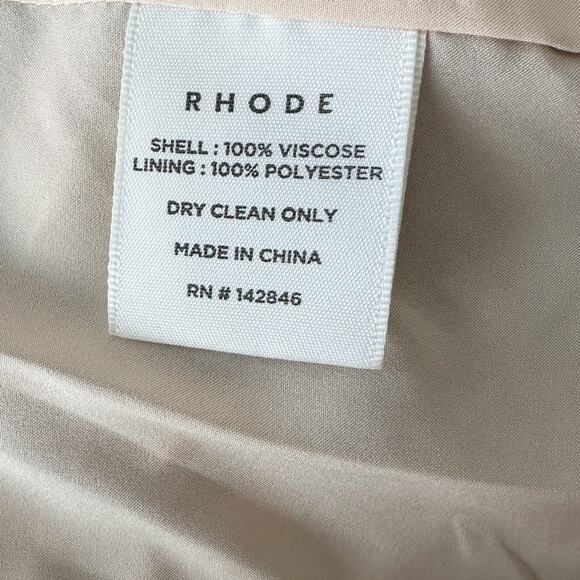 RHODE
SHELL : 100% VISCOSE
LINING : 100% POLYESTER
DRY CLEAN ONLY
MADE IN CHINA
RN # 142846